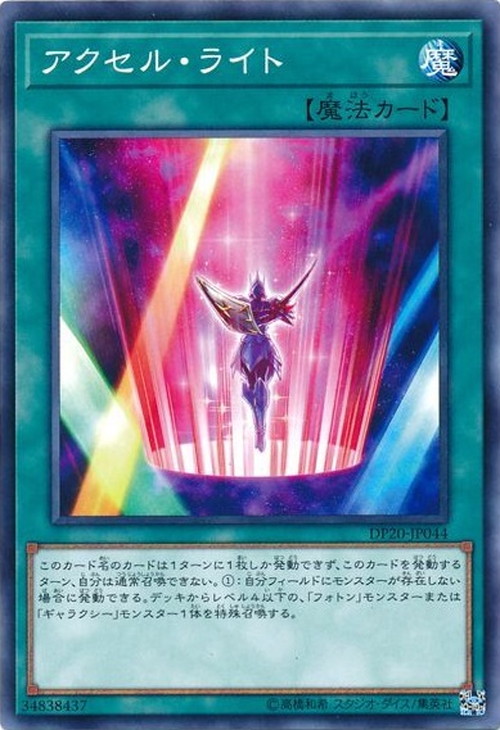 アクセル・ライト
魔
【魔法カード】
DP20-JP044
このカード名のカードは1ターンに1枚しか発動できず、このカードを発動する
ターン、自分は通常召喚できない。①：自分フィールドにモンスターが存在しない
場合に発動できる。デッキからレベル4以下の、「フォトン」モンスターまたは
「ギャラクシー」モンスター1体を特殊召喚する。
34838437
©高橋和希 スタジオ・ダイス/集英社